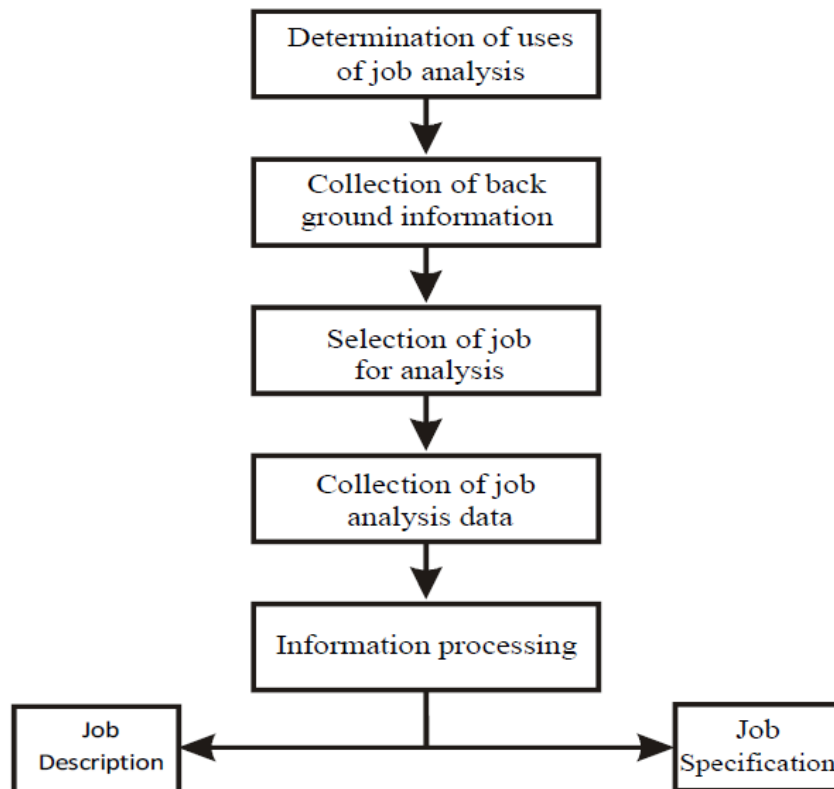 Determination of uses
of job analysis
Collection of back
ground information
Selection of job
for analysis
Collection of job
analysis data
Information processing
Job
Description
Job
Specification